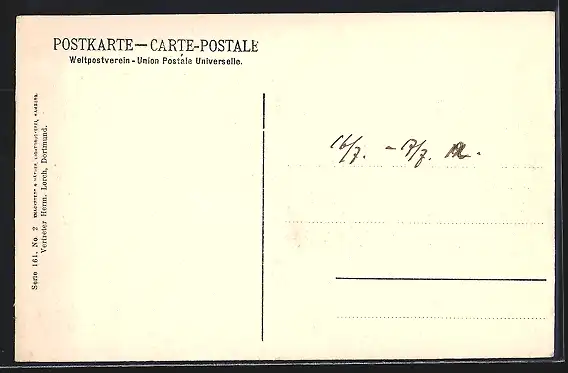 POSTKARTE—CARTE-POSTALE
Weltpostverein - Union Postale Universelle.
16/7. - 17/7.
Serie 161, No 2
Vertreter Herm. Lorch, Dortmund.